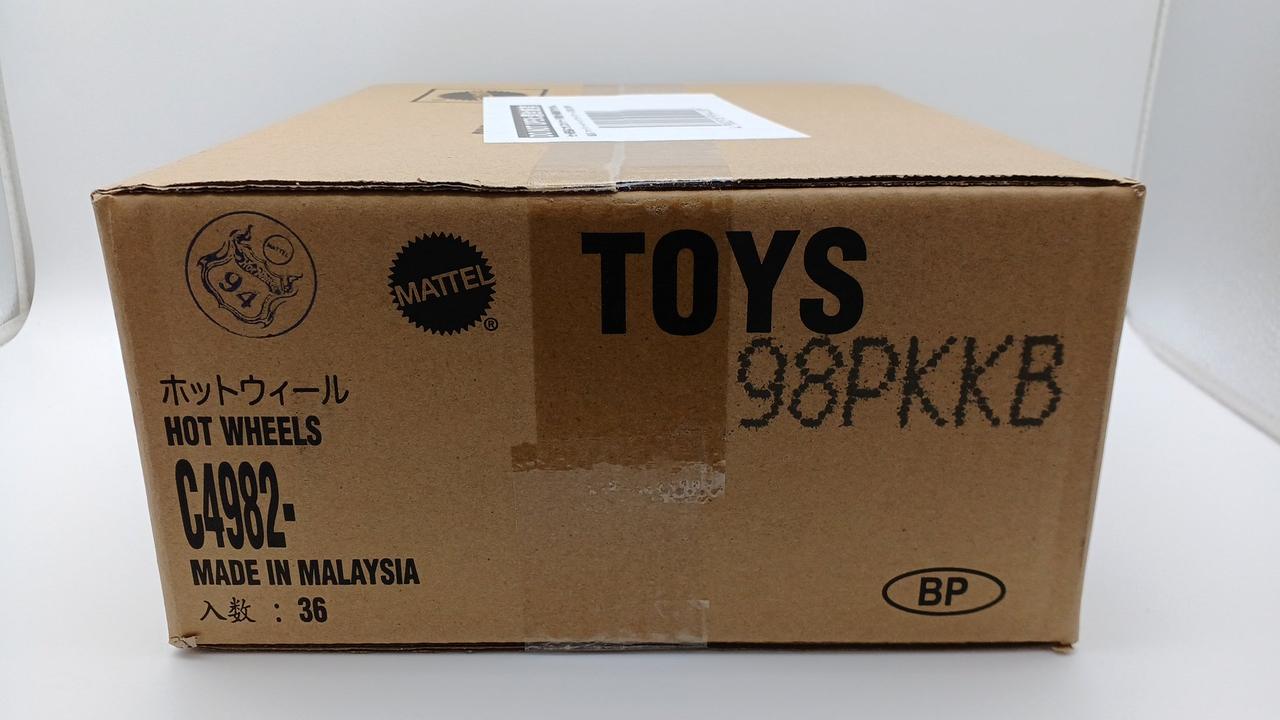 MATTEL
94
MATTEL®
TOYS
98PKKB
ホットウィール
HOT WHEELS
C4982-
MADE IN MALAYSIA
入数 : 36
BP